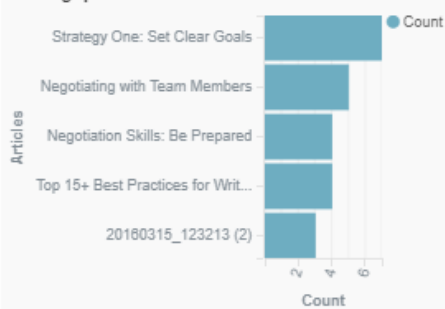 Count
Strategy One: Set Clear Goals
Negotiating with Team Members
Negotiation Skills: Be Prepared
Top 15+ Best Practices for Writ...
20160315_123213 (2)
Articles
2 4 6
Count